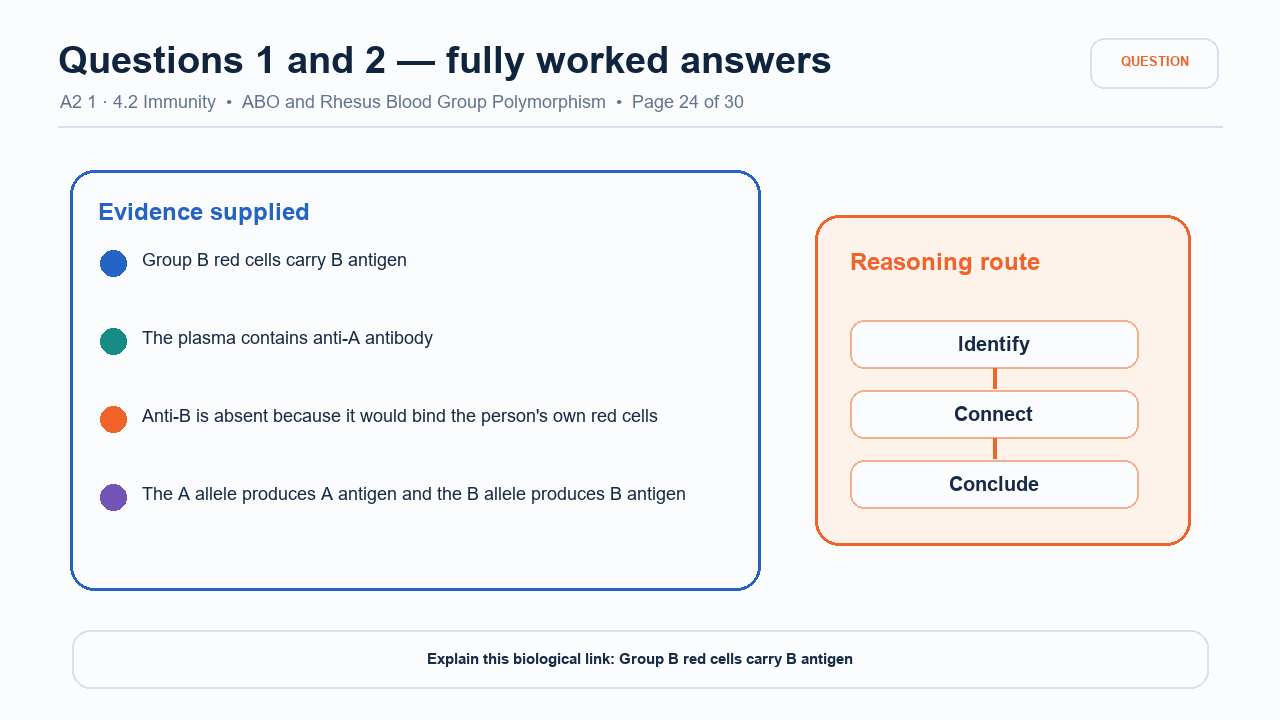 Questions 1 and 2 — fully worked answers
QUESTION
A2 1 · 4.2 Immunity • ABO and Rhesus Blood Group Polymorphism • Page 24 of 30
Evidence supplied
Group B red cells carry B antigen
The plasma contains anti-A antibody
Anti-B is absent because it would bind the person's own red cells
The A allele produces A antigen and the B allele produces B antigen
Reasoning route
Identify
Connect
Conclude
Explain this biological link: Group B red cells carry B antigen